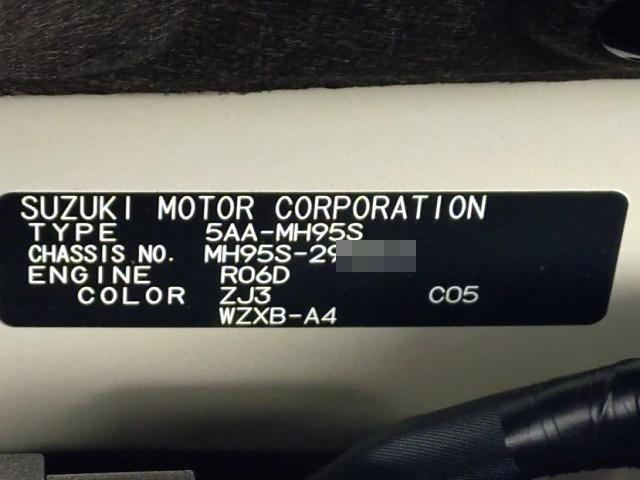 SUZUKI MOTOR CORPORATION
TYPE 5AA-MH95S
CHASSIS NO. MH95S-29
ENGINE R06D
COLOR ZJ3 C05
WZXB-A4